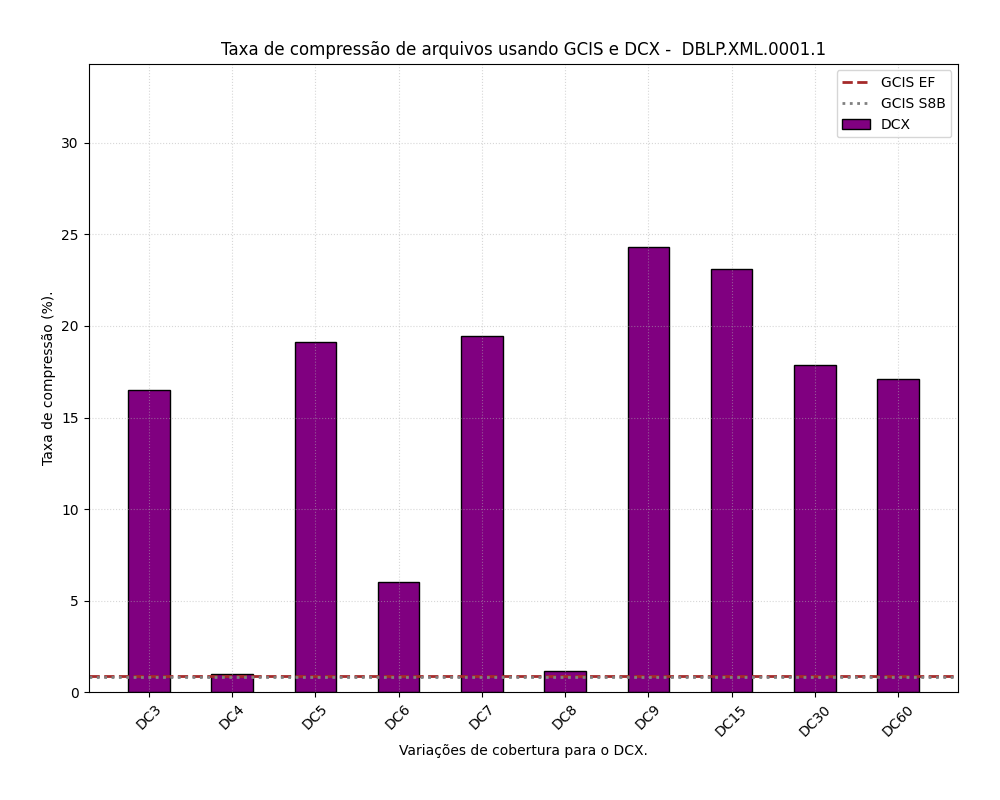 Taxa de compressão de arquivos usando GCIS e DCX -  DBLP.XML.0001.1
GCIS EF
GCIS S8B
DCX
Taxa de compressão (%).
30
25
20
15
10
5
0
DC3
DC4
DC5
DC6
DC7
DC8
DC9
DC15
DC30
DC60
Variações de cobertura para o DCX.